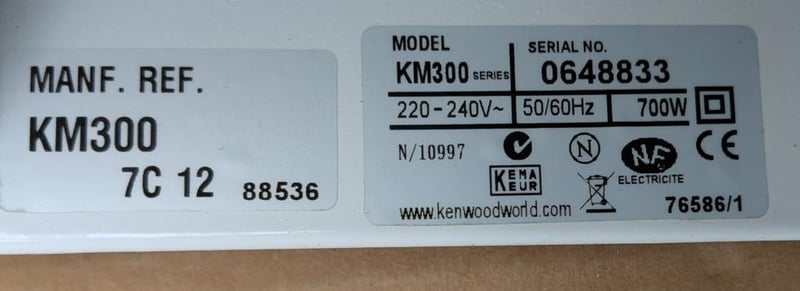 MANF. REF.
KM300
7C 12 88536
MODEL
KM300 SERIES
SERIAL NO.
0648833
220-240V~ 50/60Hz 700W
N/10997
N
NF
ELECTRICITE
CE
KEMA
KEUR
www.kenwoodworld.com
76586/1